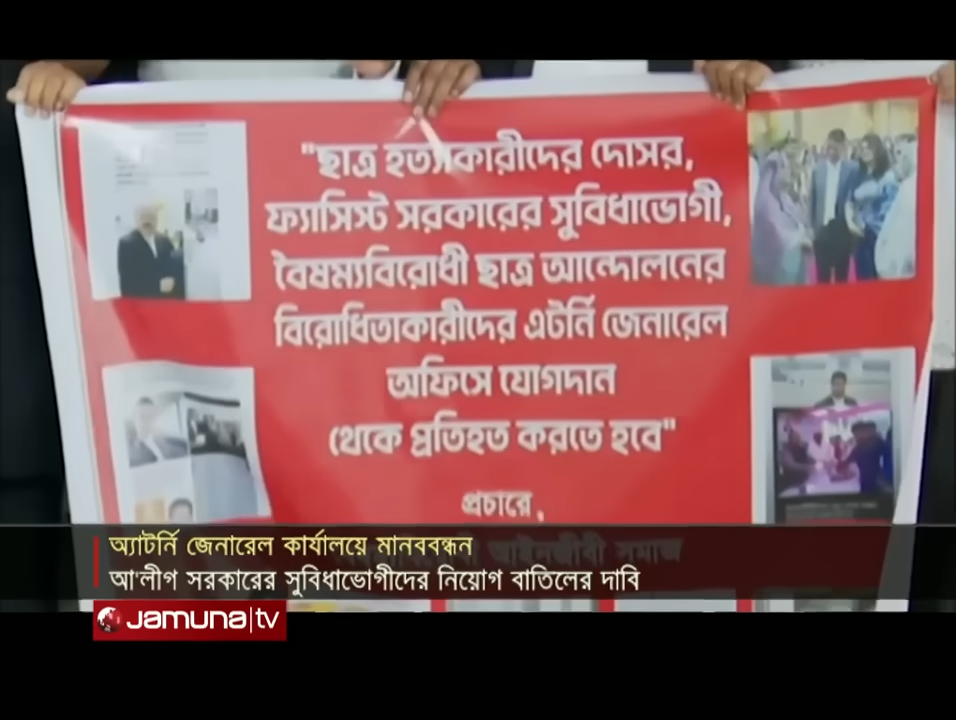 "ছাত্র হত্যাকারীদের দোসর,
ফ্যাসিস্ট সরকারের সুবিধাভোগী,
বৈষম্যবিরোধী ছাত্র আন্দোলনের
বিরোধিতাকারীদের এটর্নি জেনারেল
অফিসে যোগদান
থেকে প্রতিহত করতে হবে"
প্রচারে,
আইনজীবী সমাজ
অ্যাটর্নি জেনারেল কার্যালয়ে মানববন্ধন
আ'লীগ সরকারের সুবিধাভোগীদের নিয়োগ বাতিলের দাবি
Jamuna|tv